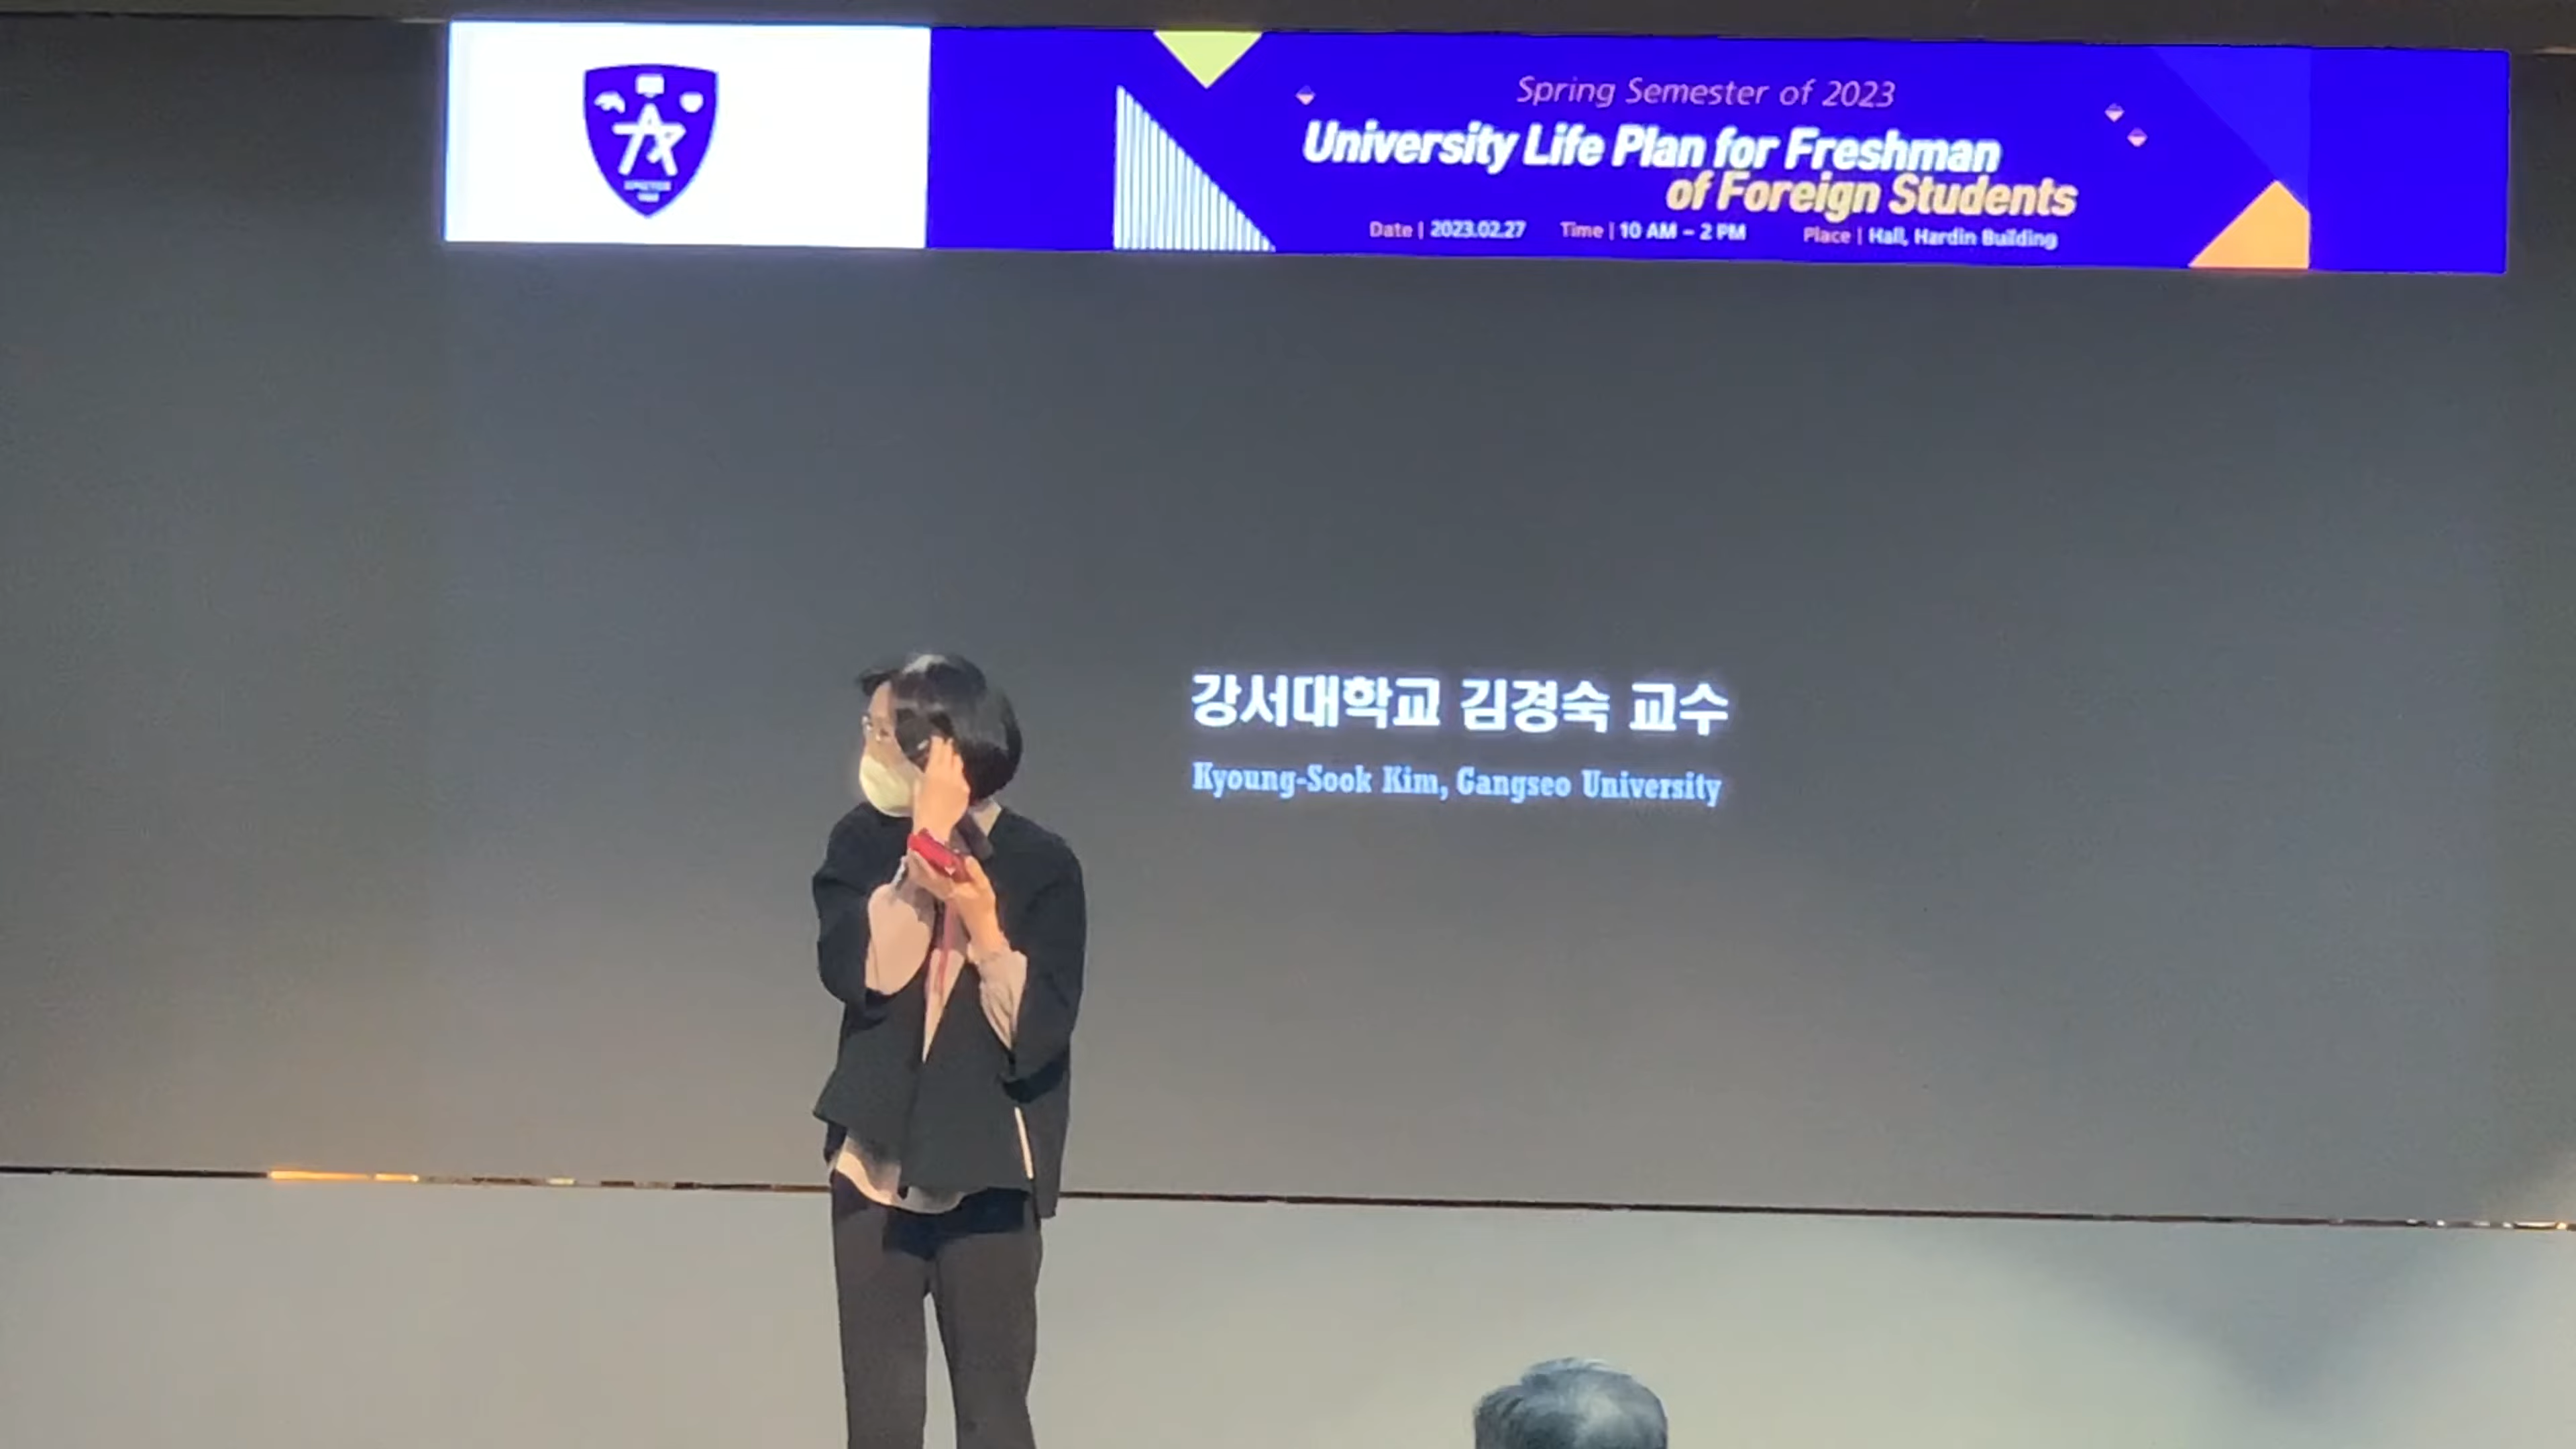 Spring Semester of 2023
University Life Plan for Freshman
of Foreign Students
Date | 2023.02.27 Time | 10 AM - 2 PM Place | Hall, Hardin Building
강서대학교 김경숙 교수
Kyoung-Sook Kim, Gangseo University